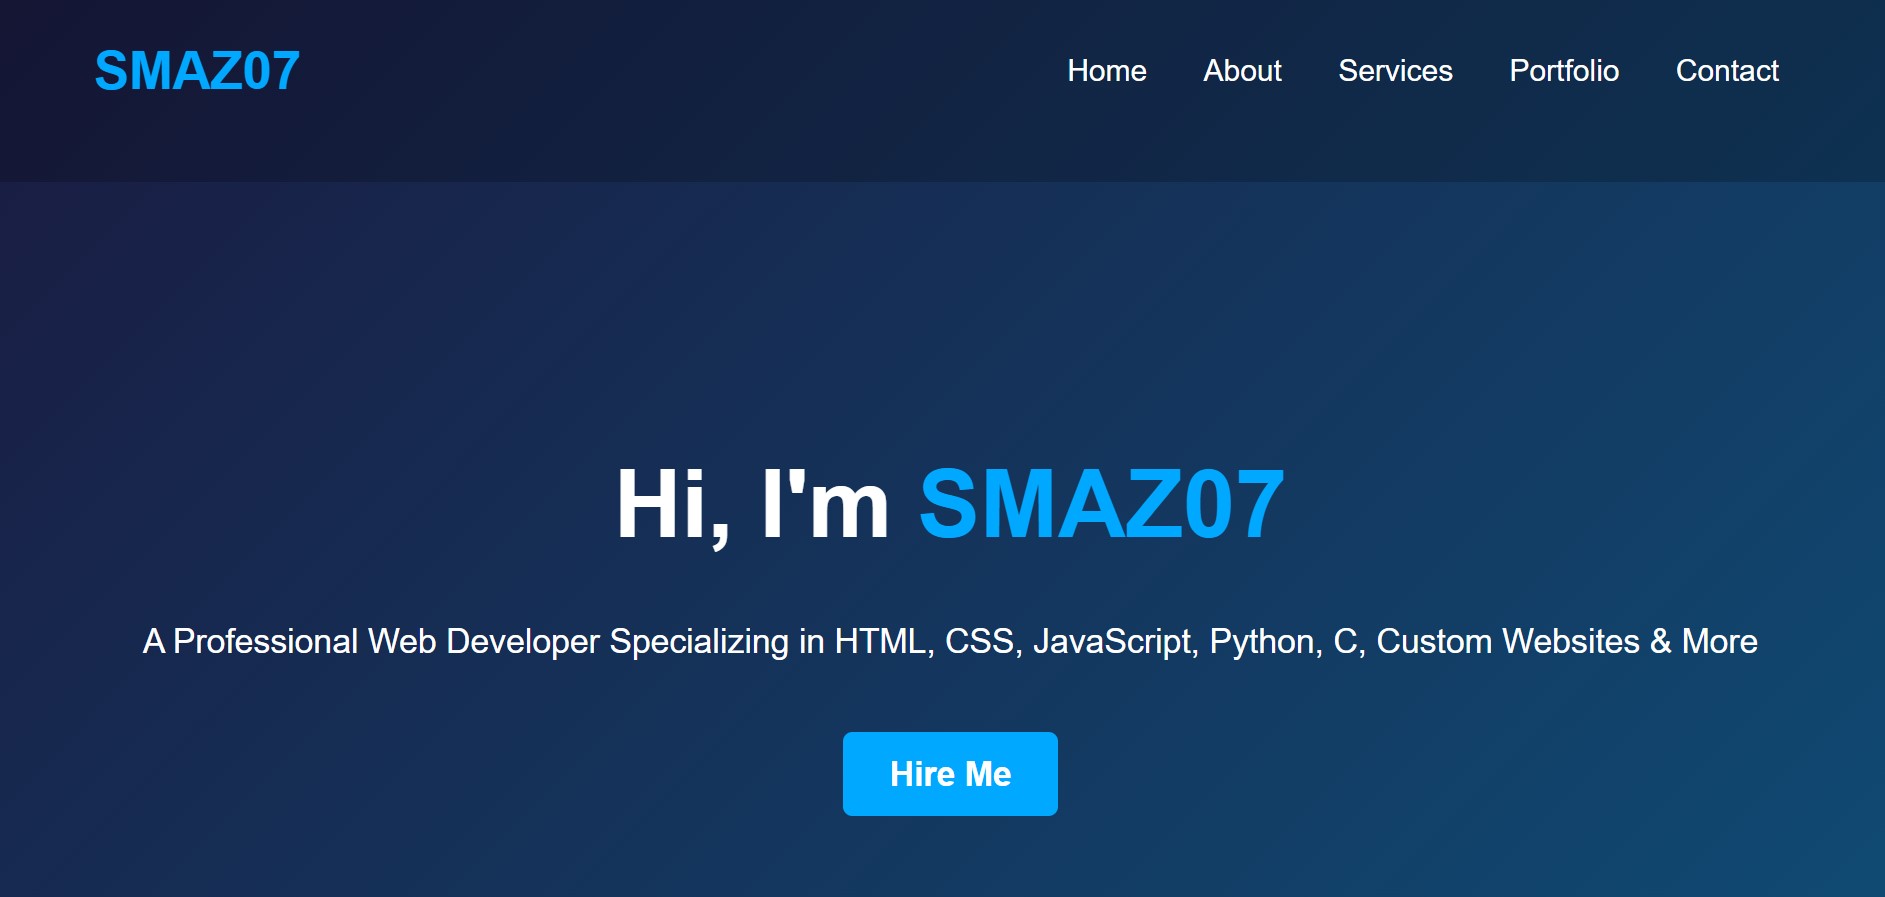 SMAZ07
Home About Services Portfolio Contact
Hi, I'm SMAZ07
A Professional Web Developer Specializing in HTML, CSS, JavaScript, Python, C, Custom Websites & More
Hire Me